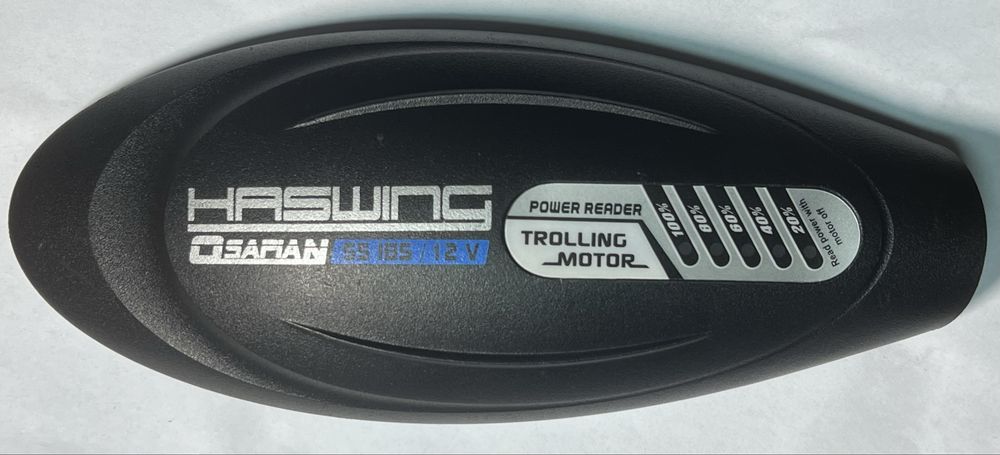 HASWING
OSAPIAN 55 lBS / 12 V
POWER READER
TROLLING
MOTOR
100%
80%
60%
40%
20%
Read power with
motor off